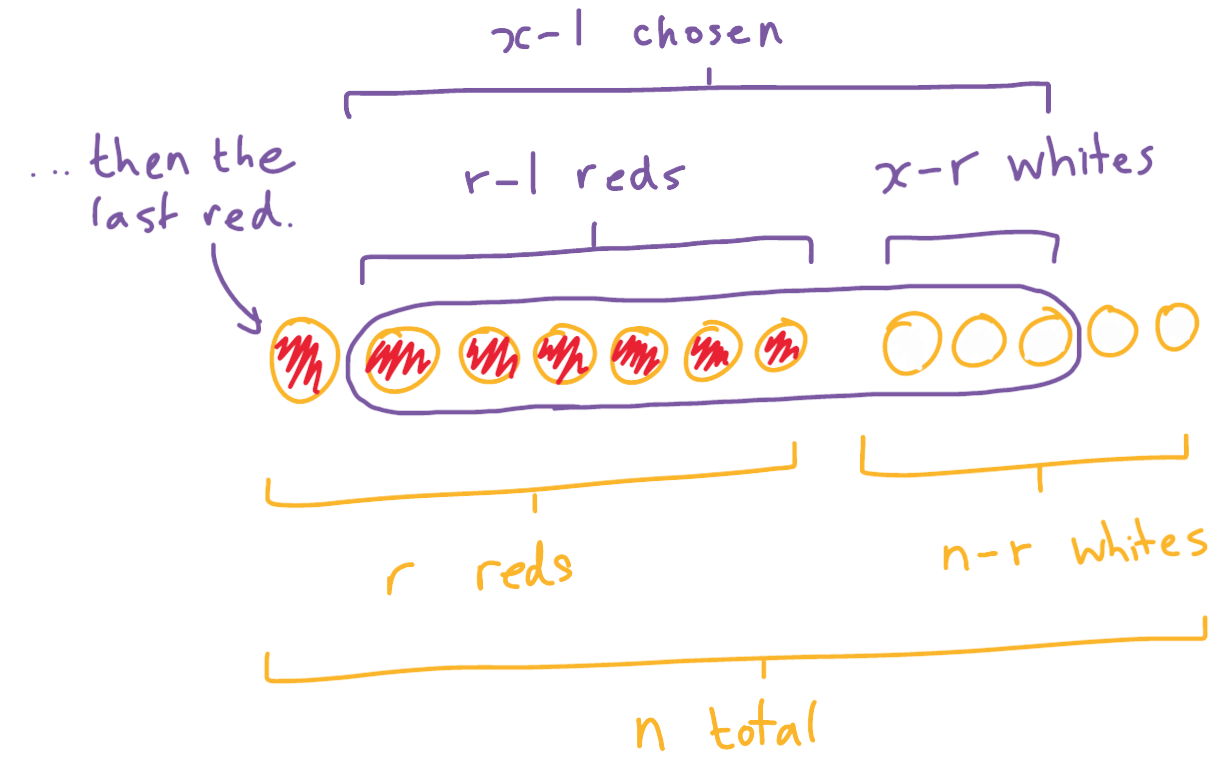 x-1 chosen
... then the
last red.
r-1 reds
x-r whites
r reds
n-r whites
n total